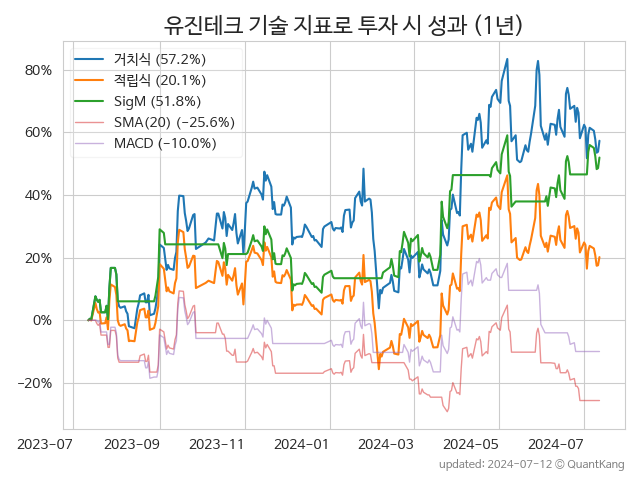 유진테크 기술 지표로 투자 시 성과 (1년)
거치식 (57.2%)
적립식 (20.1%)
SigM (51.8%)
SMA(20) (−25.6%)
MACD (−10.0%)
80%
60%
40%
20%
0%
−20%
2023-07 2023-09 2023-11 2024-01 2024-03 2024-05 2024-07
updated: 2024-07-12 © QuantKang